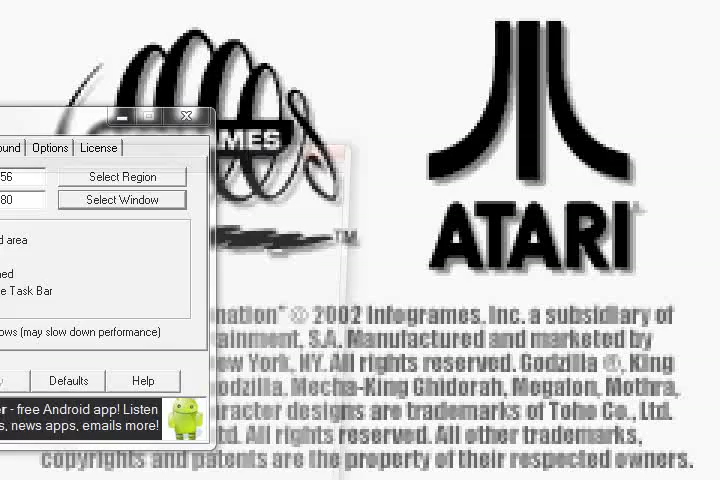 AMES
TM
ATARI
ound Options License
56 Select Region
80 Select Window
d area
ned
e Task Bar
ows (may slow down performance)
Defaults Help
er - free Android app! Listen
s, news apps, emails more!
nation" © 2002 Infogrames, Inc. a subsidiary of
ainment, S.A. Manufactured and marketed by
ew York, NY. All rights reserved. Godzilla ®, King
odzilla, Mecha-King Ghidorah, Megalon, Mothra,
racter designs are trademarks of Toho Co., Ltd.
td. All rights reserved. All other trademarks,
copyrights and patents are the property of their respected owners.